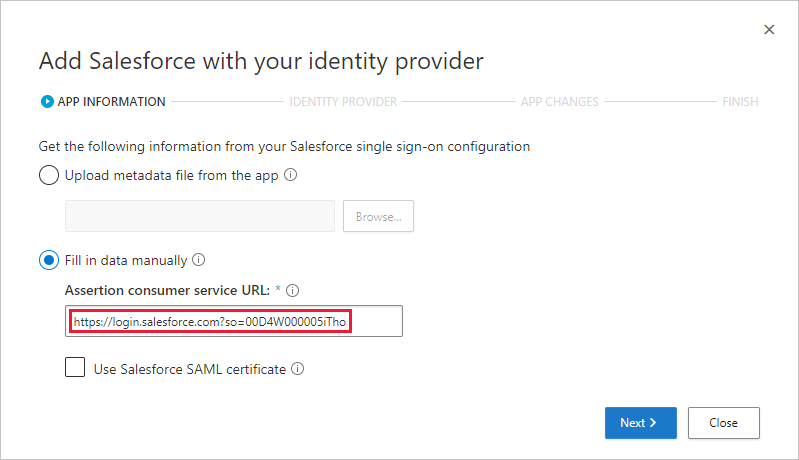 Add Salesforce with your identity provider
APP INFORMATION IDENTITY PROVIDER APP CHANGES FINISH
Get the following information from your Salesforce single sign-on configuration
Upload metadata file from the app
Browse...
Fill in data manually
Assertion consumer service URL: *
https://login.salesforce.com?so=00D4W000005iTho
Use Salesforce SAML certificate
Next Close